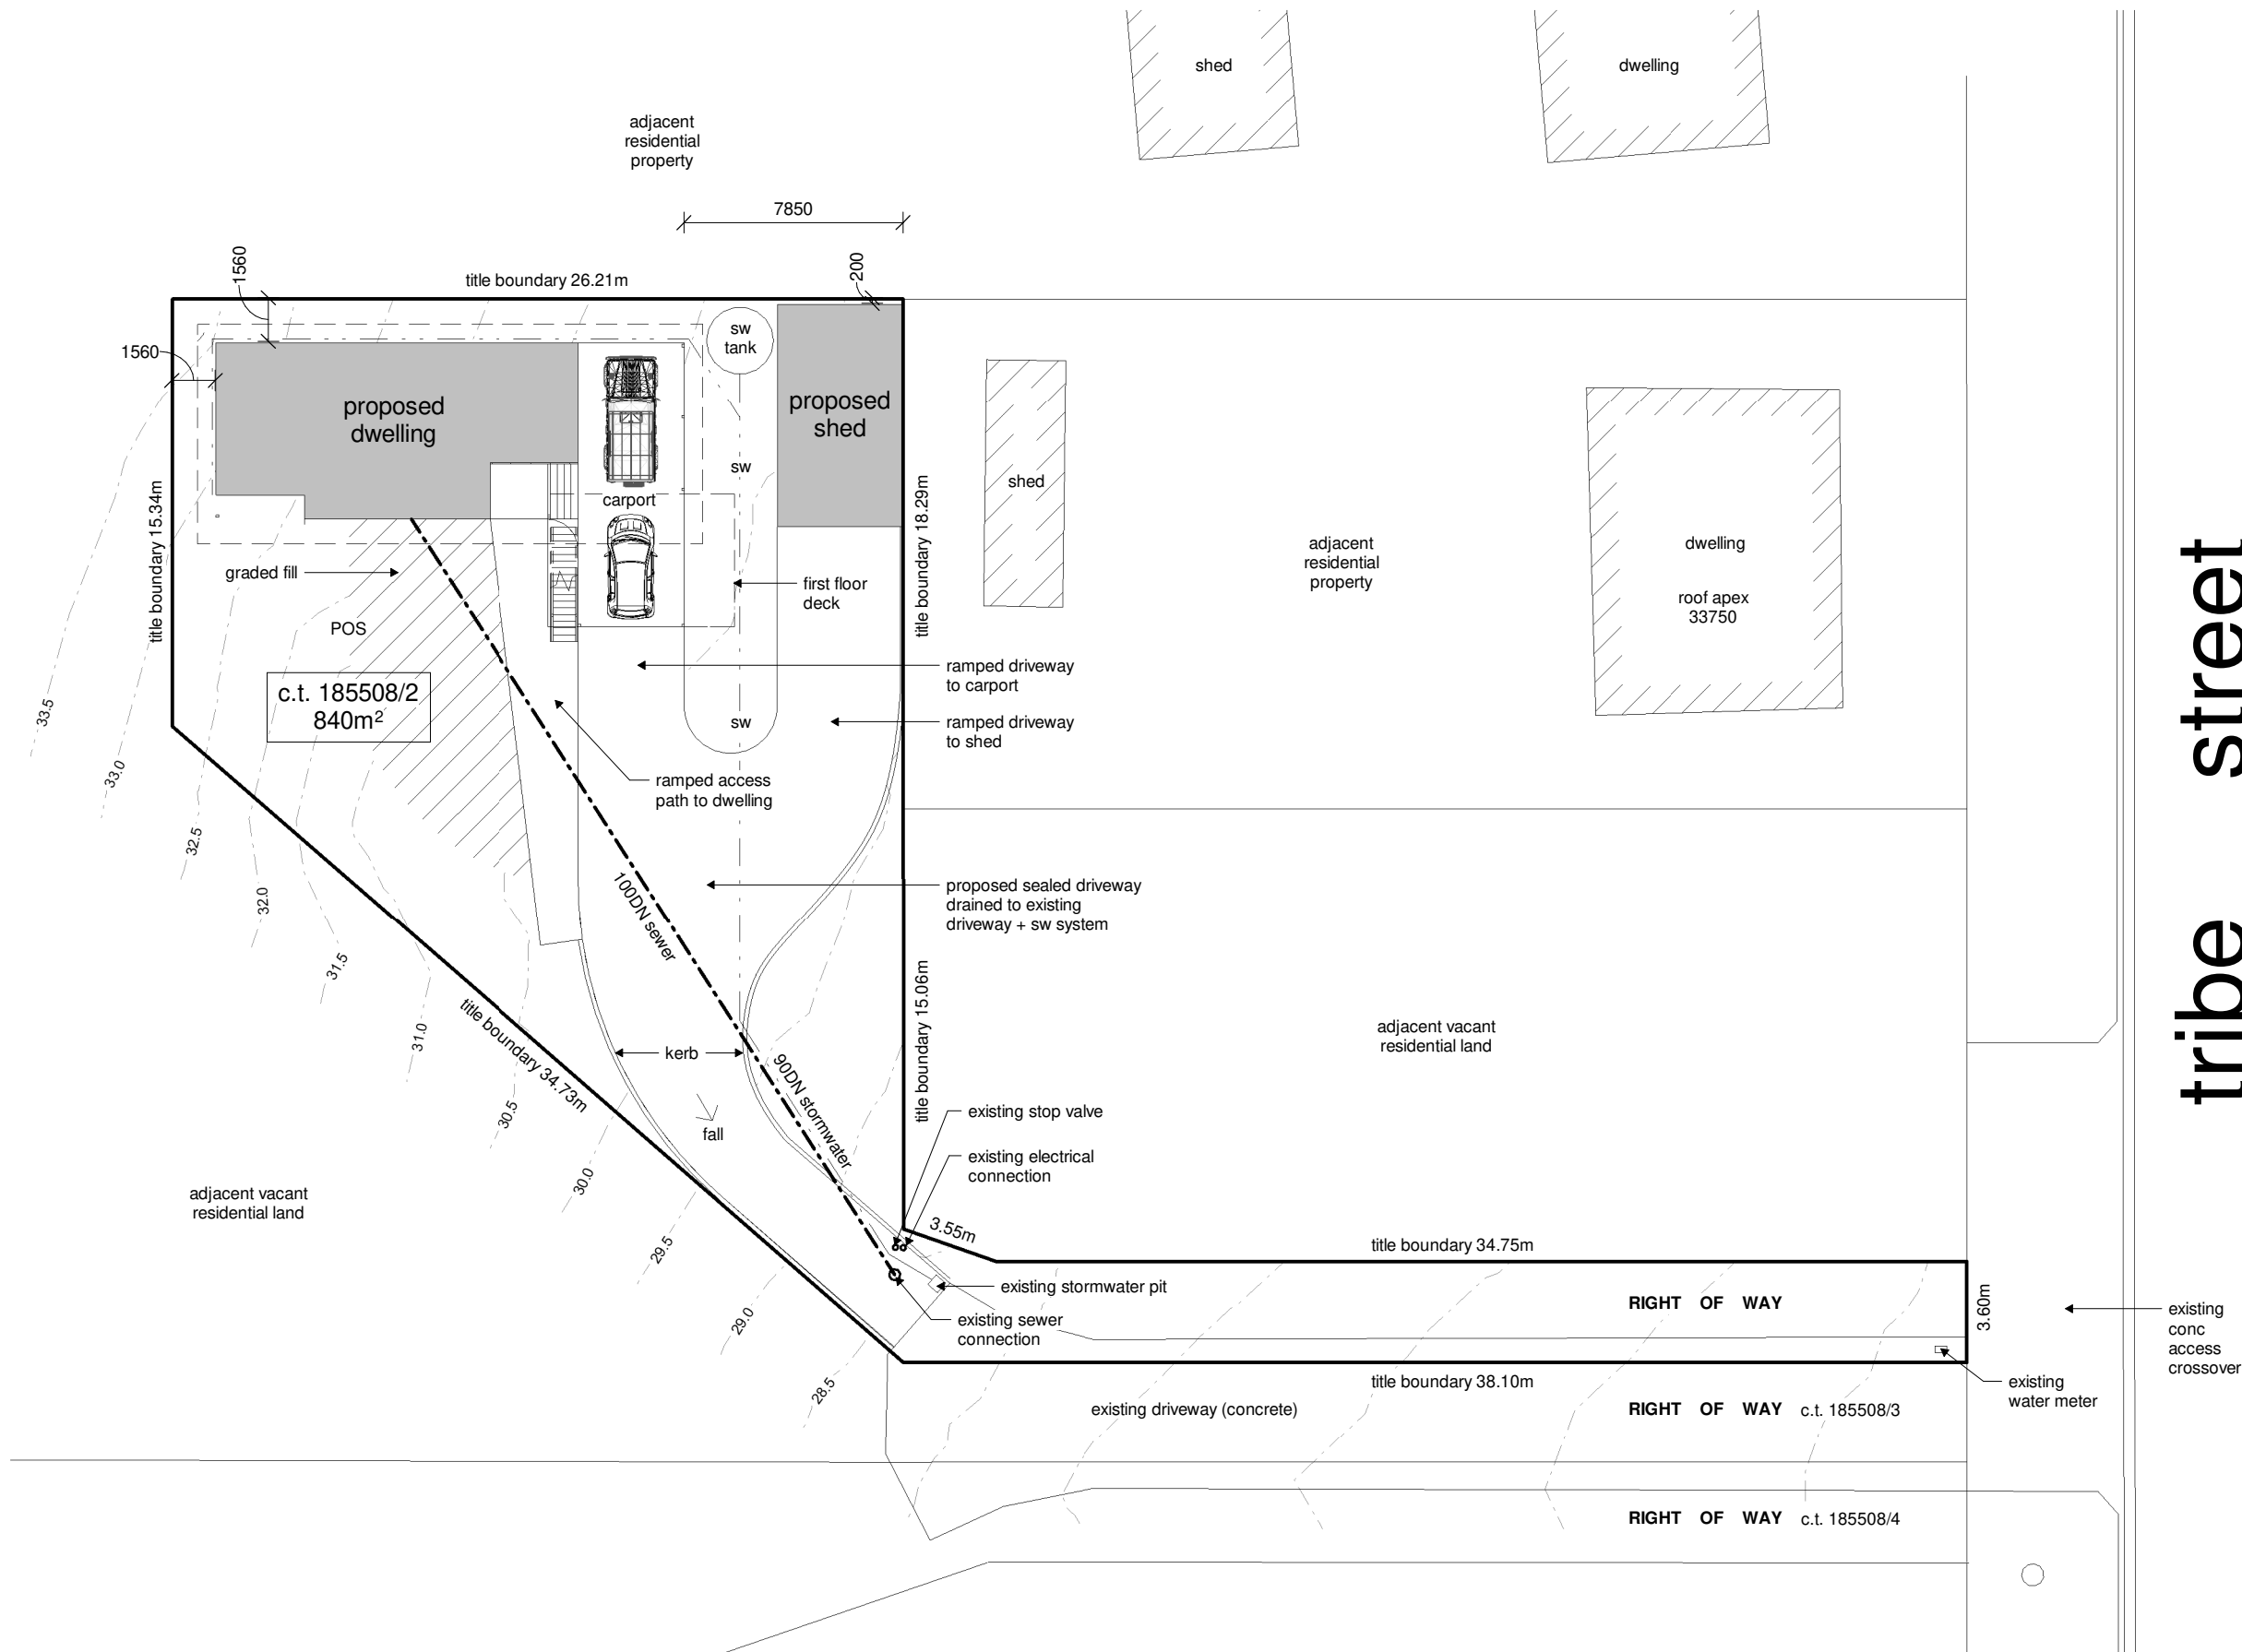 shed
dwelling
adjacent
residential
property
7850
1560
200
title boundary 26.21m
1560
sw
tank
proposed
dwelling
proposed
shed
sw
carport
shed
title boundary 15.34m
title boundary 18.29m
graded fill
first floor
deck
POS
adjacent
residential
property
dwelling
roof apex
33750
tribe street
ramped driveway
to carport
c.t. 185508/2
840m²
sw
ramped driveway
to shed
33.5
33.0
ramped access
path to dwelling
32.5
32.0
31.5
31.0
30.5
30.0
29.5
29.0
28.5
100DN sewer
proposed sealed driveway
drained to existing
driveway + sw system
title boundary 34.73m
title boundary 15.06m
kerb
90DN stormwater
fall
adjacent vacant
residential land
existing stop valve
existing electrical
connection
adjacent vacant
residential land
3.55m
title boundary 34.75m
existing stormwater pit
existing sewer
connection
RIGHT OF WAY
3.60m
existing
conc
access
crossover
title boundary 38.10m
existing
water meter
existing driveway (concrete)
RIGHT OF WAY c.t. 185508/3
RIGHT OF WAY c.t. 185508/4